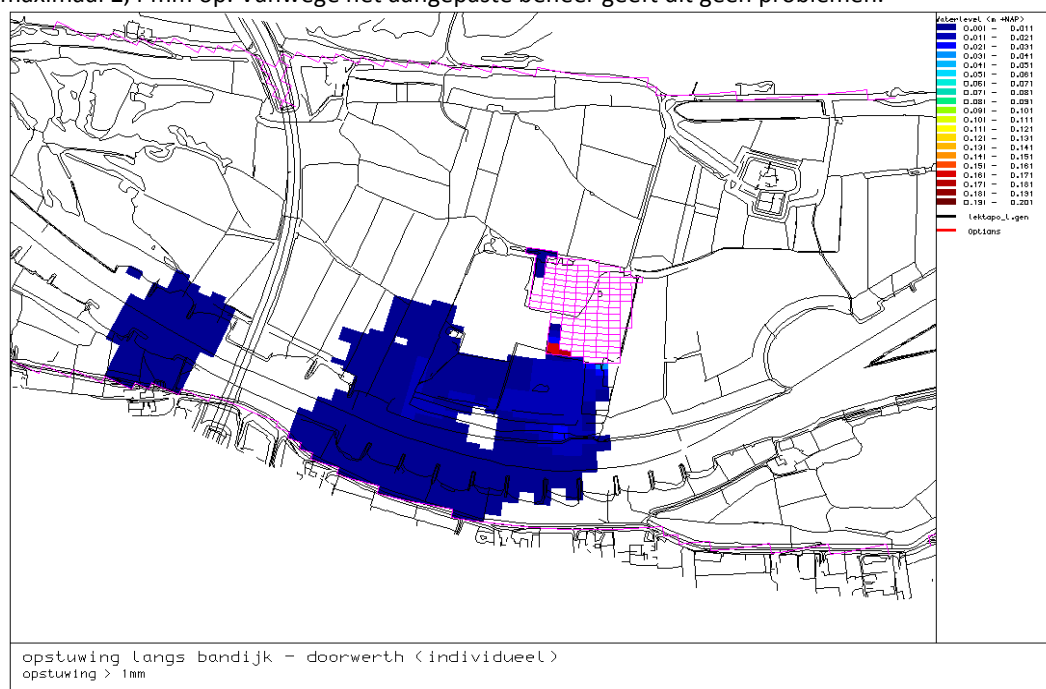 maximaal 2,4 mm op. Vanwege het aangepaste beheer geeft dit geen problemen.
Waterlevel (m +NAP)
0.001 - 0.011
0.011 - 0.021
0.021 - 0.031
0.031 - 0.041
0.041 - 0.051
0.051 - 0.061
0.061 - 0.071
0.071 - 0.081
0.081 - 0.091
0.091 - 0.101
0.101 - 0.111
0.111 - 0.121
0.121 - 0.131
0.131 - 0.141
0.141 - 0.151
0.151 - 0.161
0.161 - 0.171
0.171 - 0.181
0.181 - 0.191
0.191 - 0.201
lektapo_l.gen
Options
opstuwing langs bandijk - doorwerth (individueel)
opstuwing > 1mm